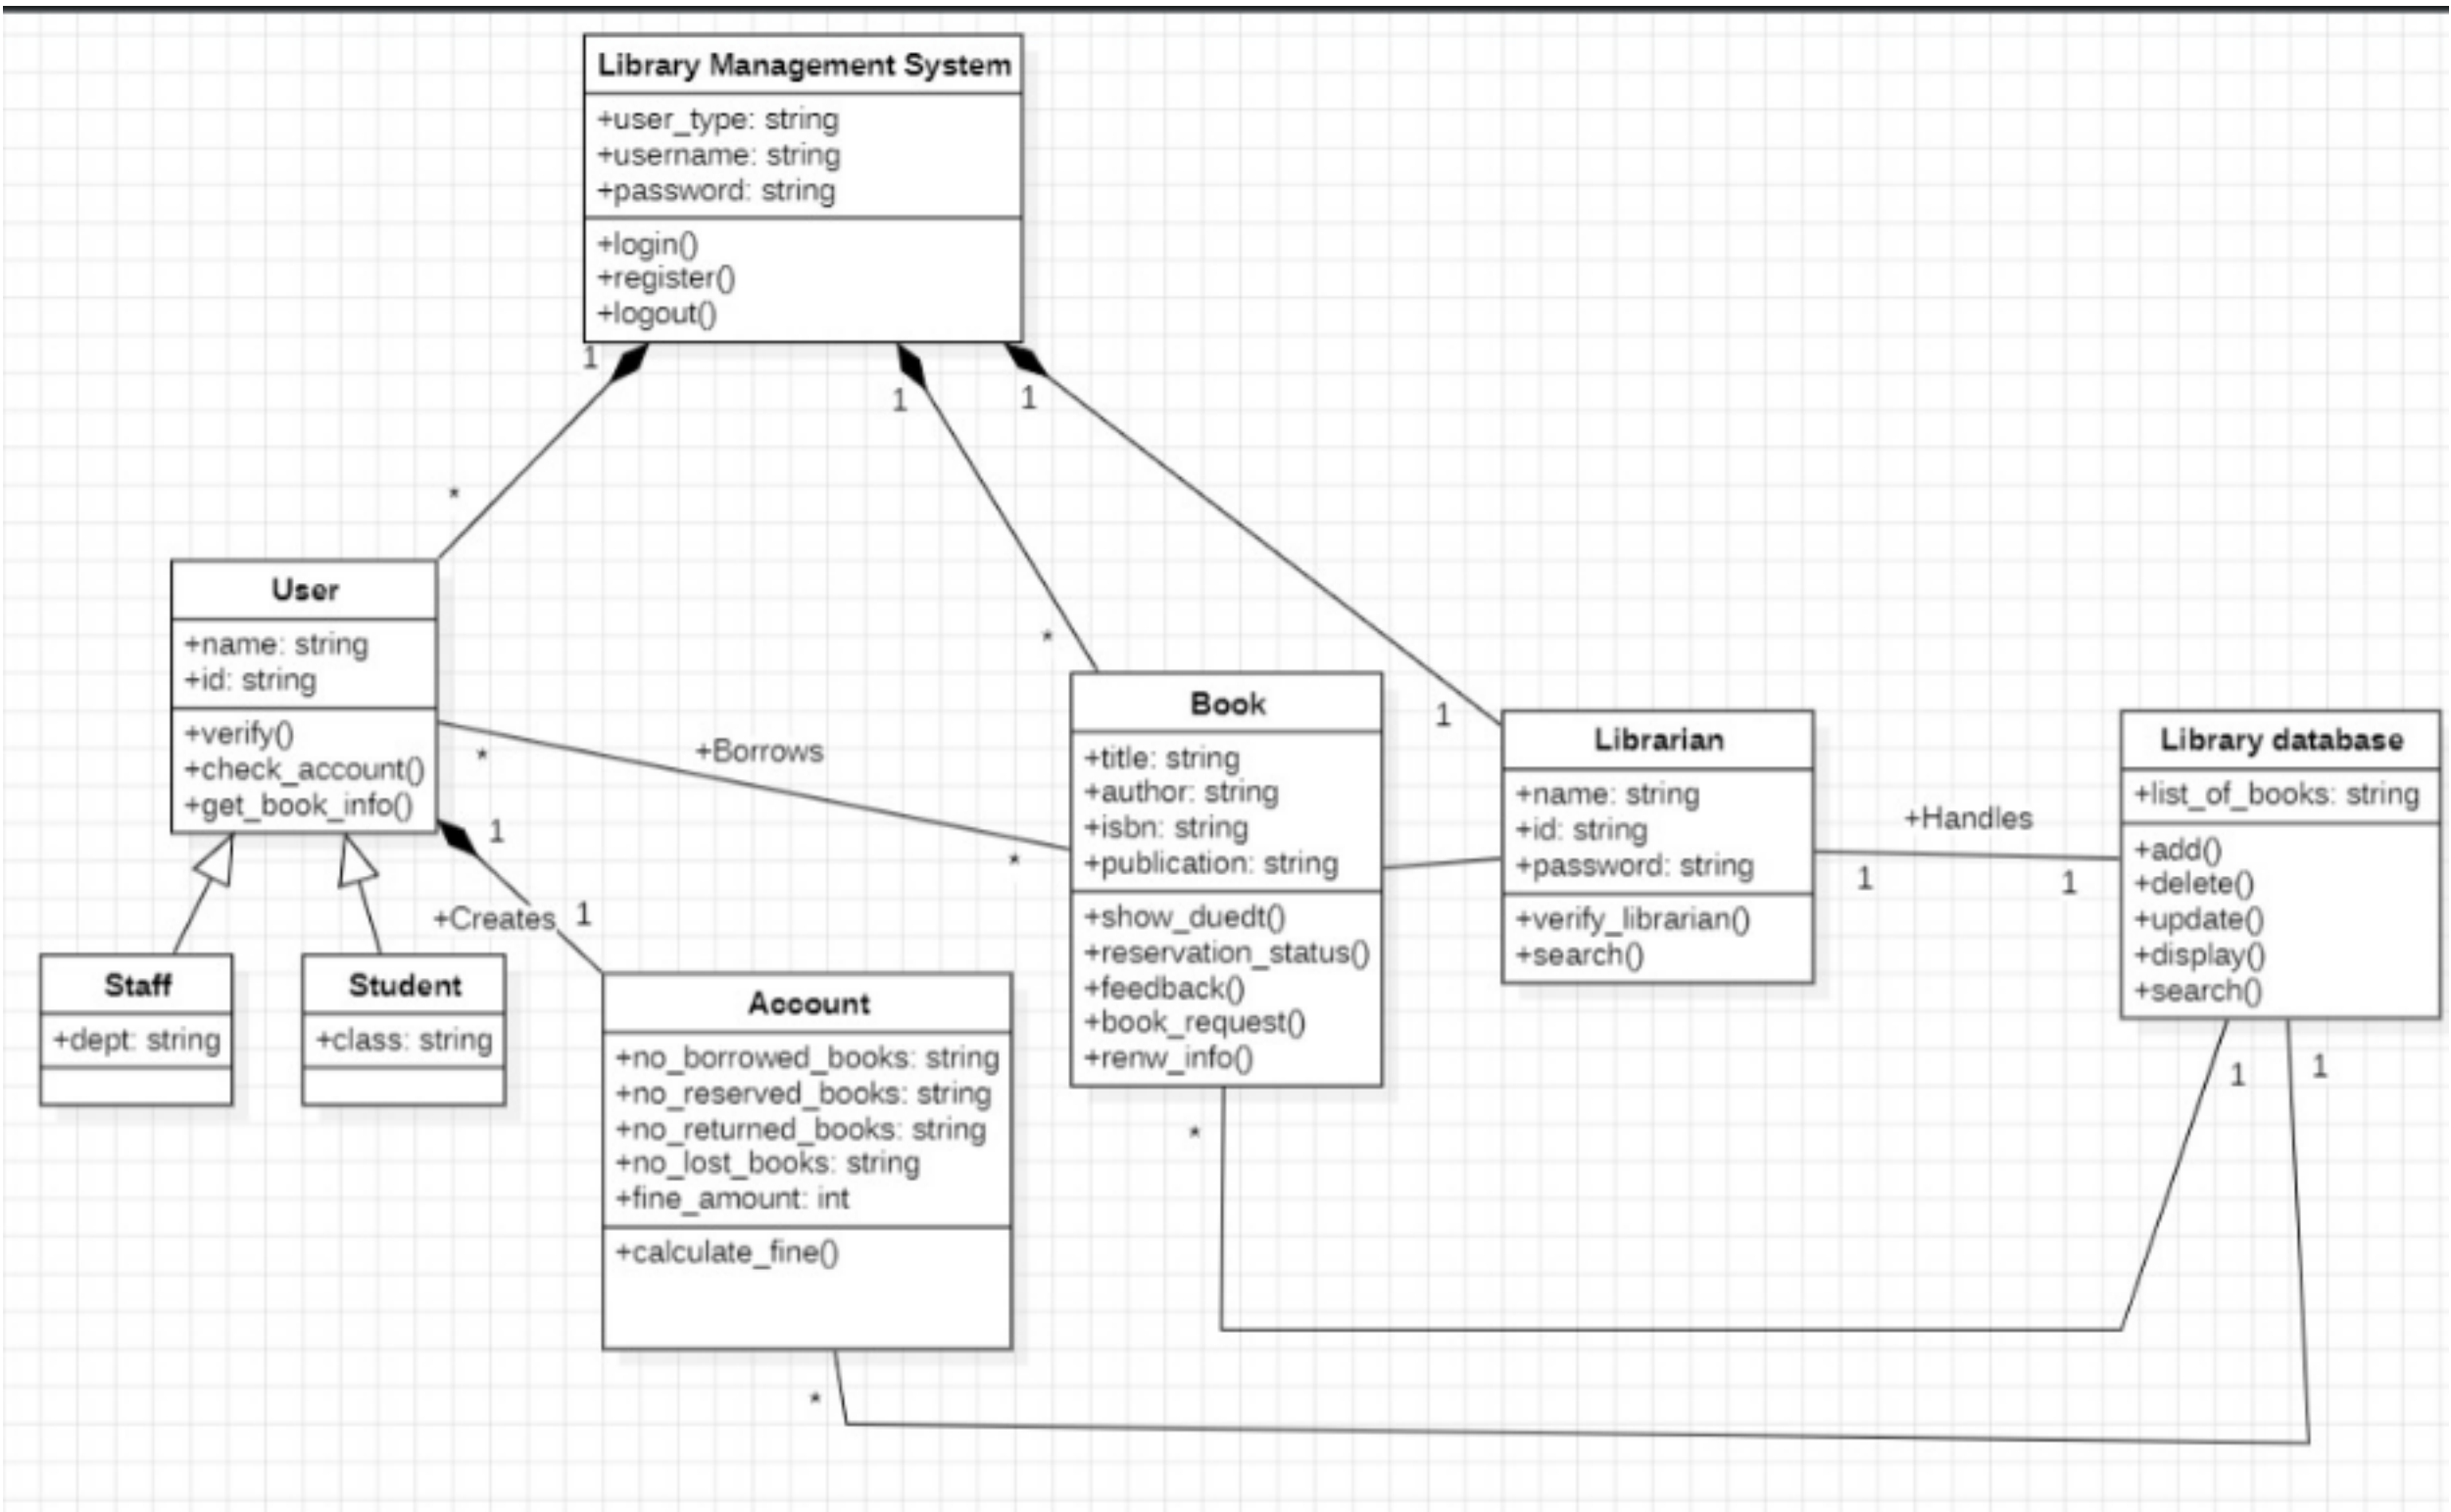 Library Management System
+user_type: string
+username: string
+password: string
+login()
+register()
+logout()
1
1
1
*
*
1
User
+name: string
+id: string
+verify()
+check_account()
+get_book_info()
*
+Borrows
*
1
+Creates
1
Staff
+dept: string
Student
+class: string
Account
+no_borrowed_books: string
+no_reserved_books: string
+no_returned_books: string
+no_lost_books: string
+fine_amount: int
+calculate_fine()
*
Book
+title: string
+author: string
+isbn: string
+publication: string
+show_duedt()
+reservation_status()
+feedback()
+book_request()
+renw_info()
*
Librarian
+name: string
+id: string
+password: string
+verify_librarian()
+search()
+Handles
1
1
Library database
+list_of_books: string
+add()
+delete()
+update()
+display()
+search()
1
1